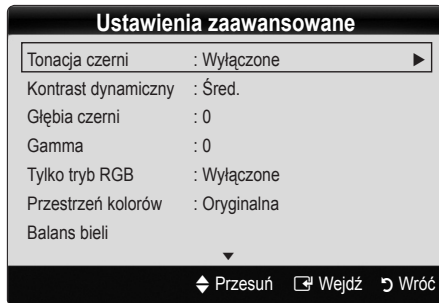 Ustawienia zaawansowane
Tonacja czerni : Wyłączone
Kontrast dynamiczny : Śred.
Głębia czerni : 0
Gamma : 0
Tylko tryb RGB : Wyłączone
Przestrzeń kolorów : Oryginalna
Balans bieli
Przesuń Wejdź Wróć